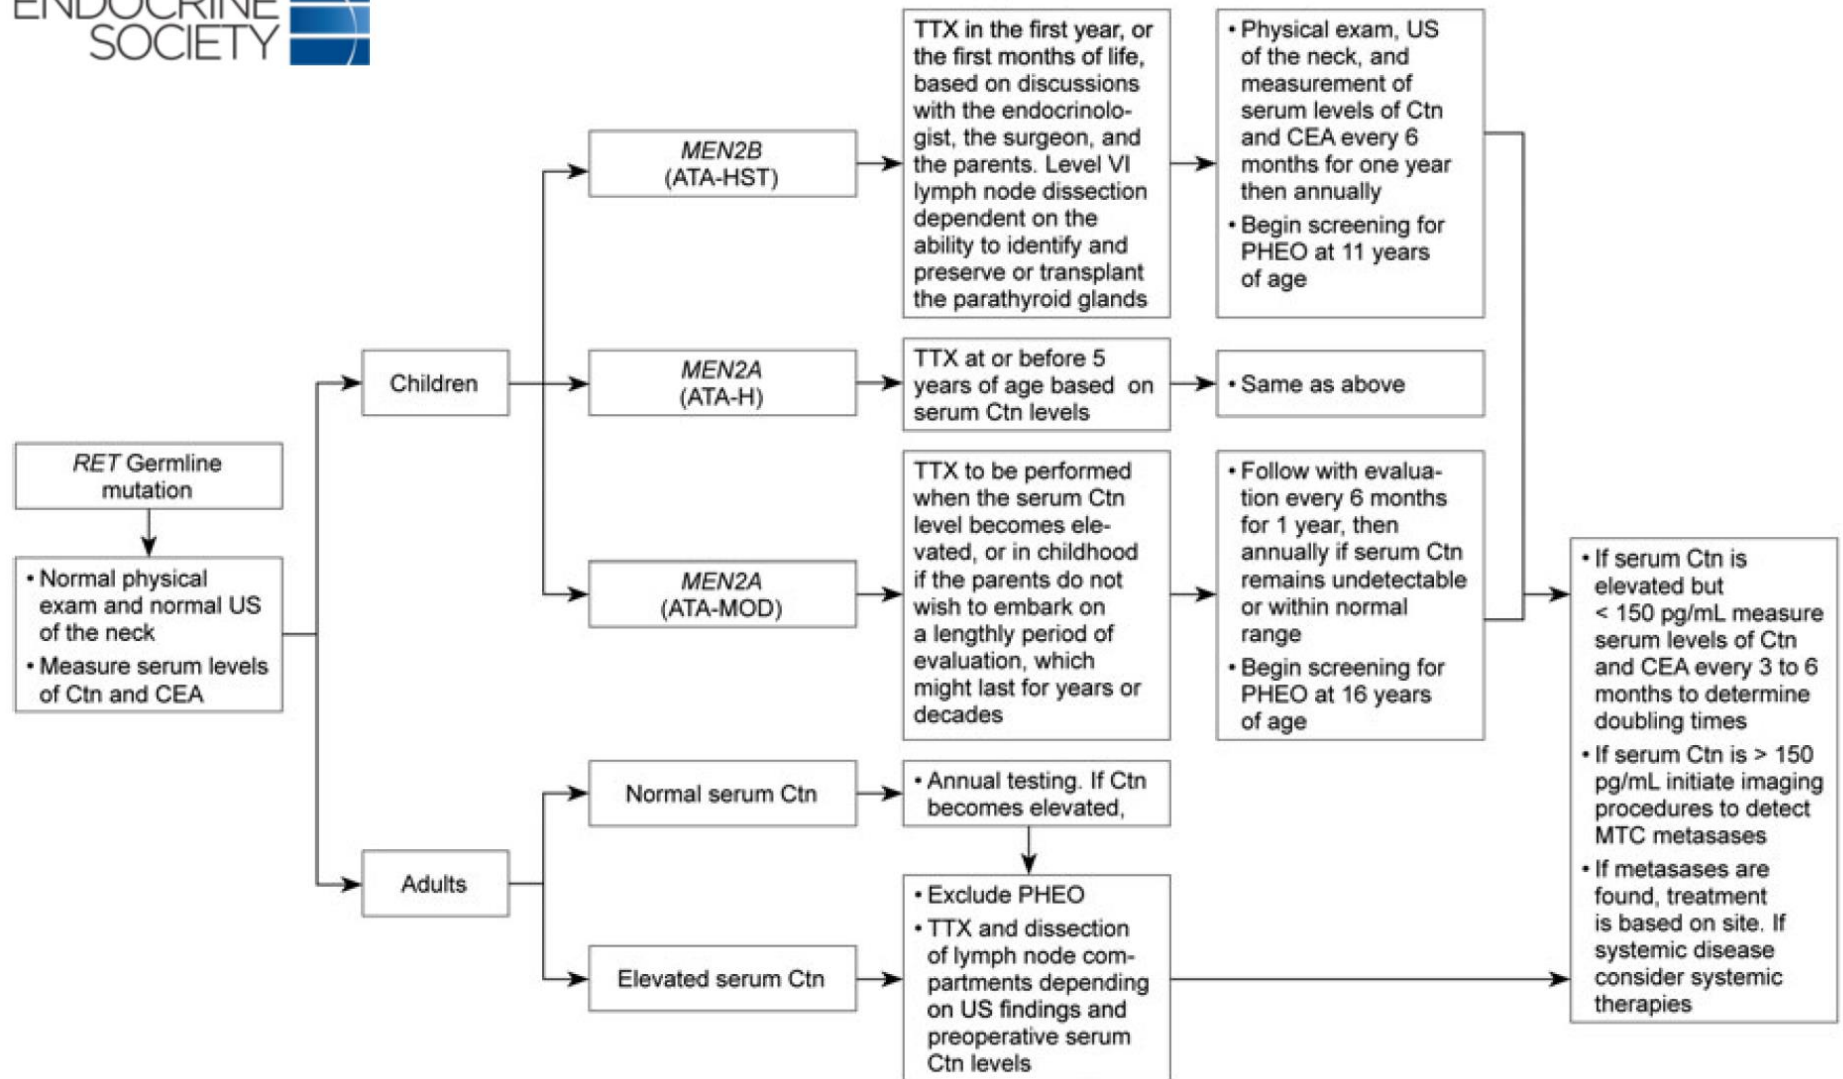 ENDOCRINE
SOCIETY
RET Germline
mutation
• Normal physical
exam and normal US
of the neck
• Measure serum levels
of Ctn and CEA
Children
MEN2B
(ATA-HST)
TTX in the first year, or
the first months of life,
based on discussions
with the endocrinolo-
gist, the surgeon, and
the parents. Level VI
lymph node dissection
dependent on the
ability to identify and
preserve or transplant
the parathyroid glands
• Physical exam, US
of the neck, and
measurement of
serum levels of Ctn
and CEA every 6
months for one year
then annually
• Begin screening for
PHEO at 11 years
of age
MEN2A
(ATA-H)
TTX at or before 5
years of age based on
serum Ctn levels
• Same as above
MEN2A
(ATA-MOD)
TTX to be performed
when the serum Ctn
level becomes ele-
vated, or in childhood
if the parents do not
wish to embark on
a lengthly period of
evaluation, which
might last for years or
decades
• Follow with evalua-
tion every 6 months
for 1 year, then
annually if serum Ctn
remains undetectable
or within normal
range
• Begin screening for
PHEO at 16 years
of age
Adults
Normal serum Ctn
• Annual testing. If Ctn
becomes elevated,
Elevated serum Ctn
• Exclude PHEO
• TTX and dissection
of lymph node com-
partments depending
on US findings and
preoperative serum
Ctn levels
• If serum Ctn is
elevated but
< 150 pg/mL measure
serum levels of Ctn
and CEA every 3 to 6
months to determine
doubling times
• If serum Ctn is > 150
pg/mL initiate imaging
procedures to detect
MTC metasases
• If metasases are
found, treatment
is based on site. If
systemic disease
consider systemic
therapies